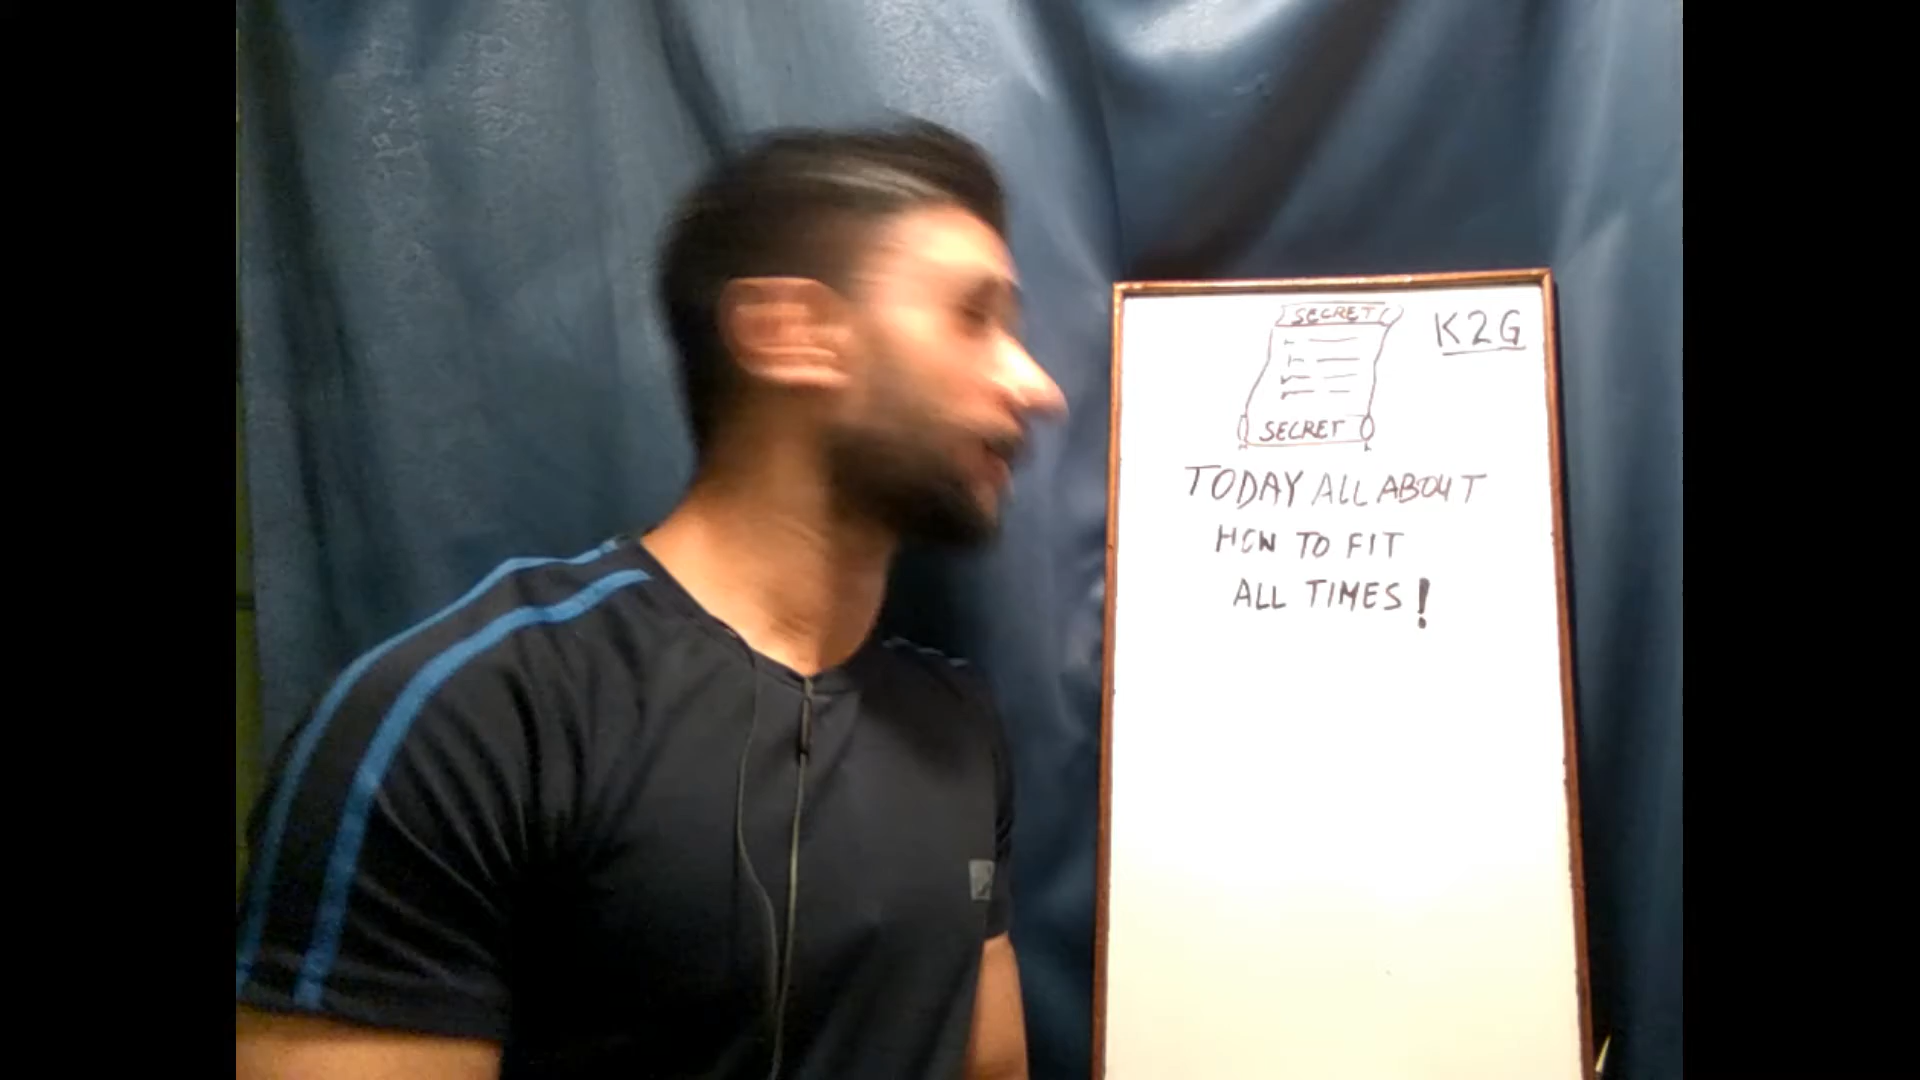 SECRET
K2G
SECRET
TODAY ALL ABOUT
HOW TO FIT
ALL TIMES!